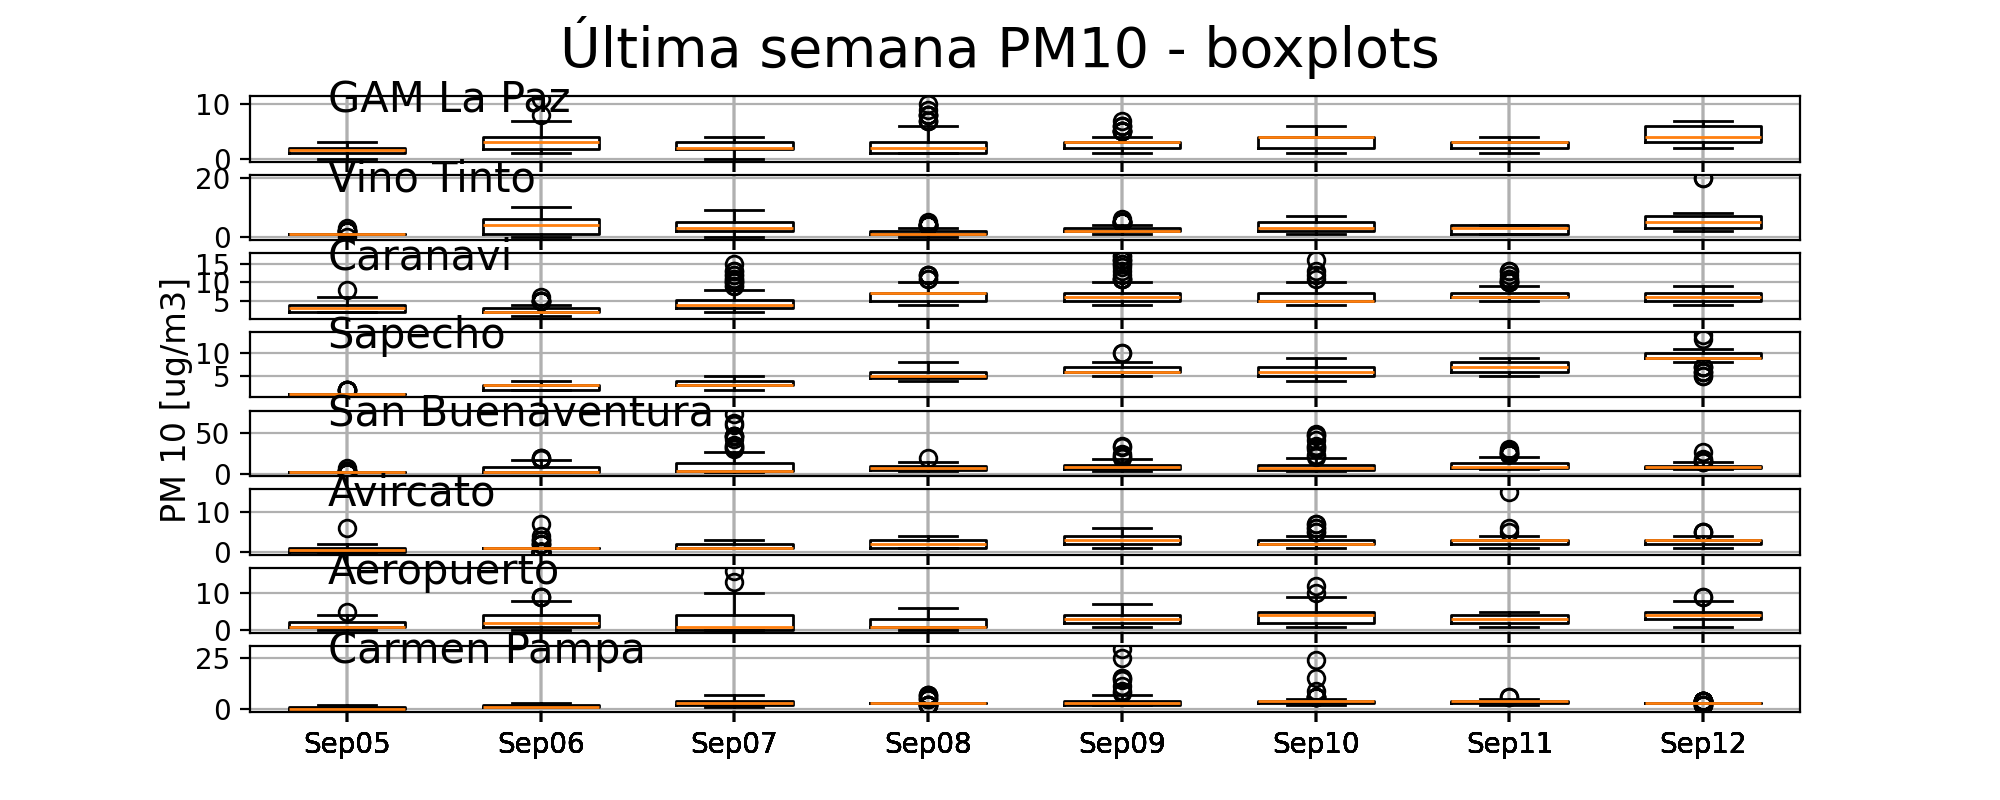 Última semana PM10 - boxplots
GAM La Paz
10
0
Vino Tinto
20
0
Caranavi
15
10
5
Sapecho
10
5
San Buenaventura
50
0
Avircato
10
0
Aeropuerto
10
0
Carmen Pampa
25
0
PM 10 [ug/m3]
Sep05 Sep06 Sep07 Sep08 Sep09 Sep10 Sep11 Sep12